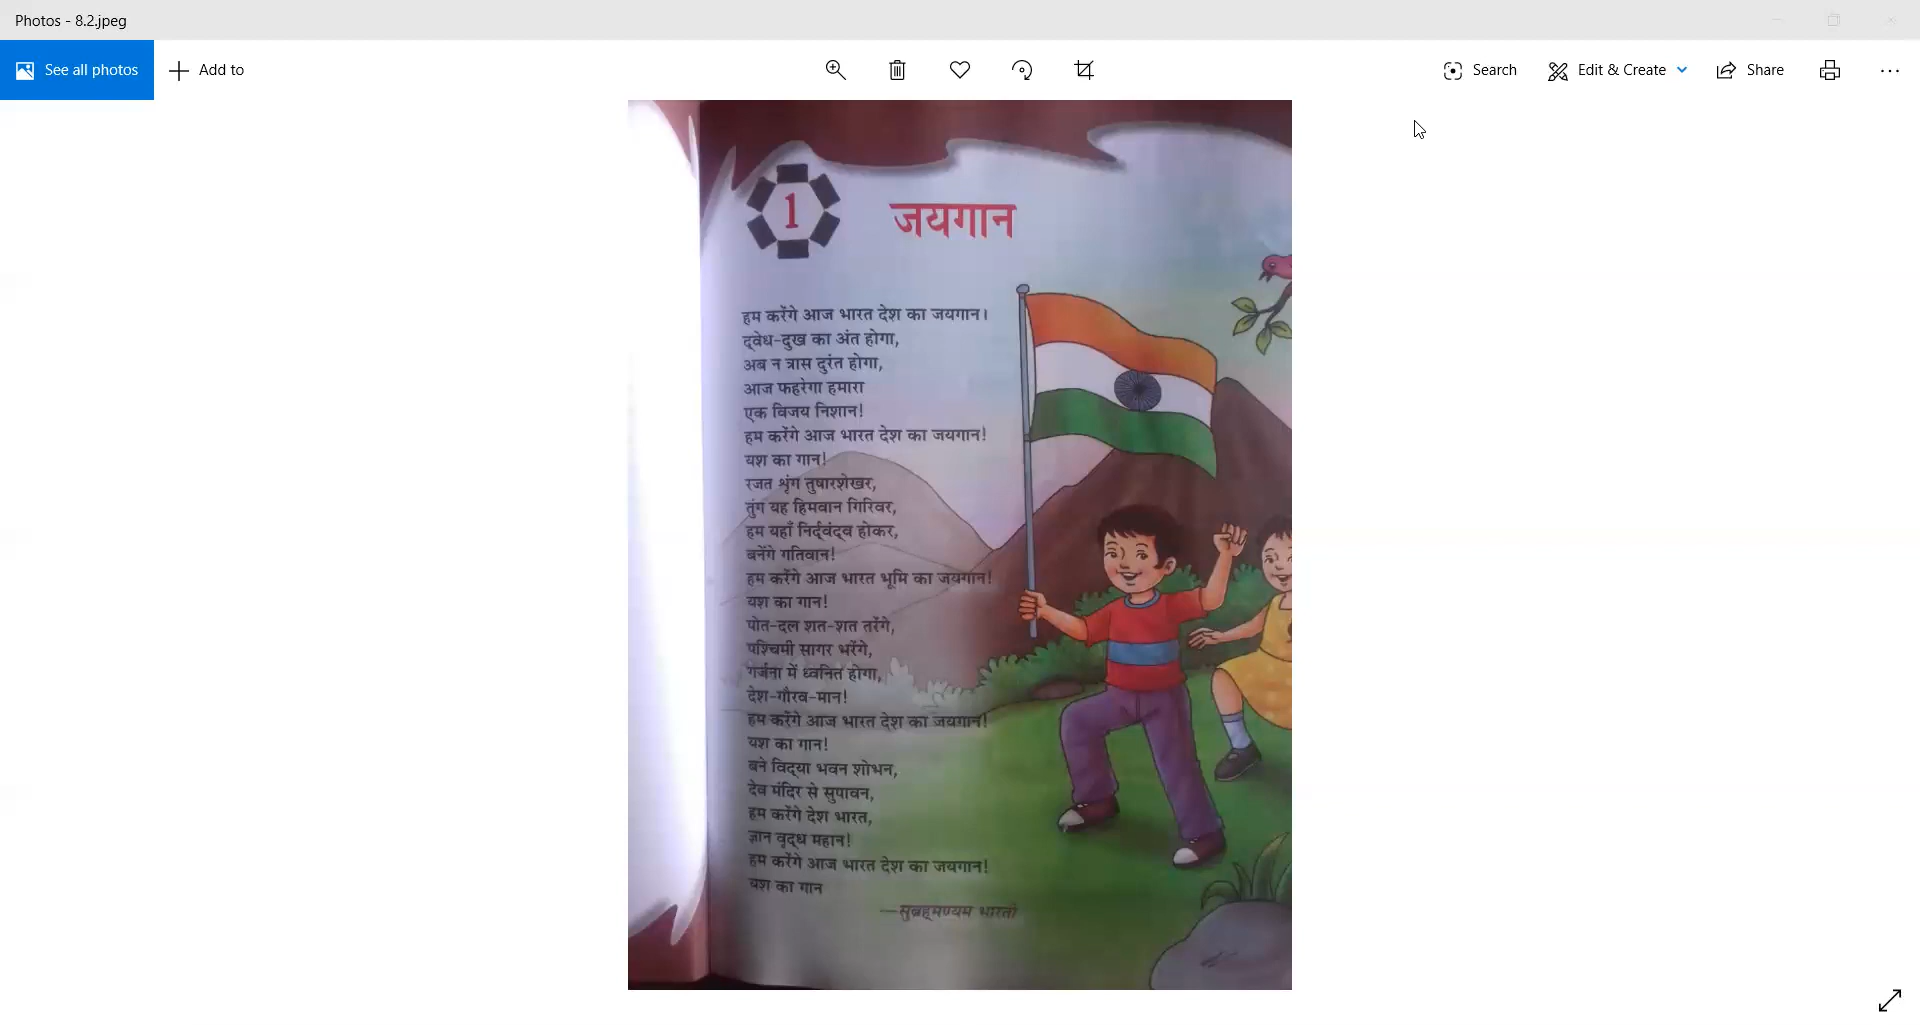 Photos - 8.2.jpeg
See all photos
Add to
Search
Edit & Create
Share
1
जयगान
हम करेंगे आज भारत देश का जयगान।
द्वेध-दुख का अंत होगा,
अब न त्रास दुरंत होगा,
आज फहरेगा हमारा
एक विजय निशान!
हम करेंगे आज भारत देश का जयगान!
यश का गान!
रजत शृंग तुषारशेखर,
तुंग यह हिमवान गिरिवर,
हम यहाँ निर्द्वंद्व होकर,
बनेंगे गतिवान!
हम करेंगे आज भारत भूमि का जयगान!
यश का गान!
पोत-दल शत-शत तरेंगे,
पश्चिमी सागर भरेंगे,
गर्जना में ध्वनित होगा,
देश-गौरव-मान!
हम करेंगे आज भारत देश का जयगान!
यश का गान!
बने विद्या भवन शोभन,
देव मंदिर से सुपावन,
हम करेंगे देश भारत,
ज्ञान वृद्ध महान!
हम करेंगे आज भारत देश का जयगान!
यश का गान
—सुब्रह्मण्यम भारती